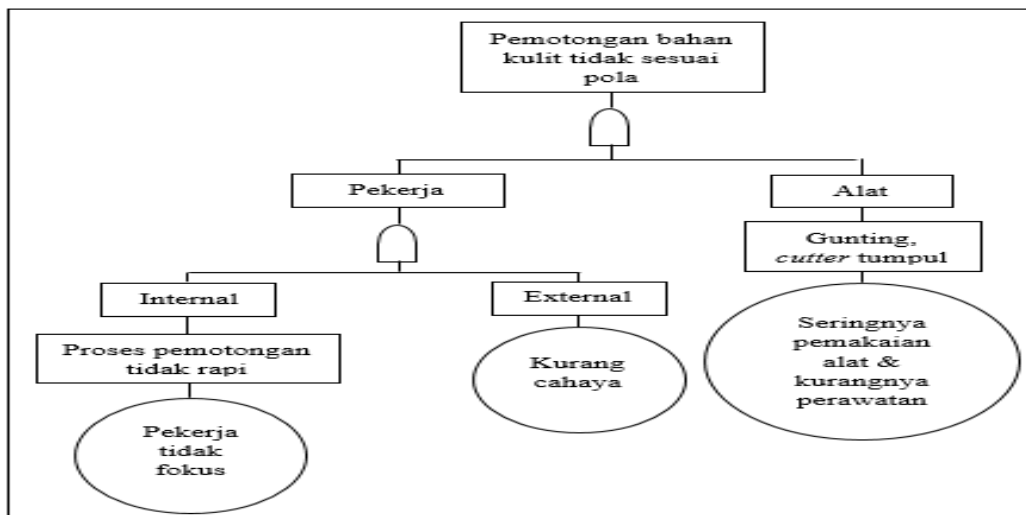 Pemotongan bahan
kulit tidak sesuai
pola
Pekerja
Alat
Gunting,
cutter tumpul
Internal
External
Proses pemotongan
tidak rapi
Kurang
cahaya
Seringnya
pemakaian
alat &
kurangnya
perawatan
Pekerja
tidak
fokus